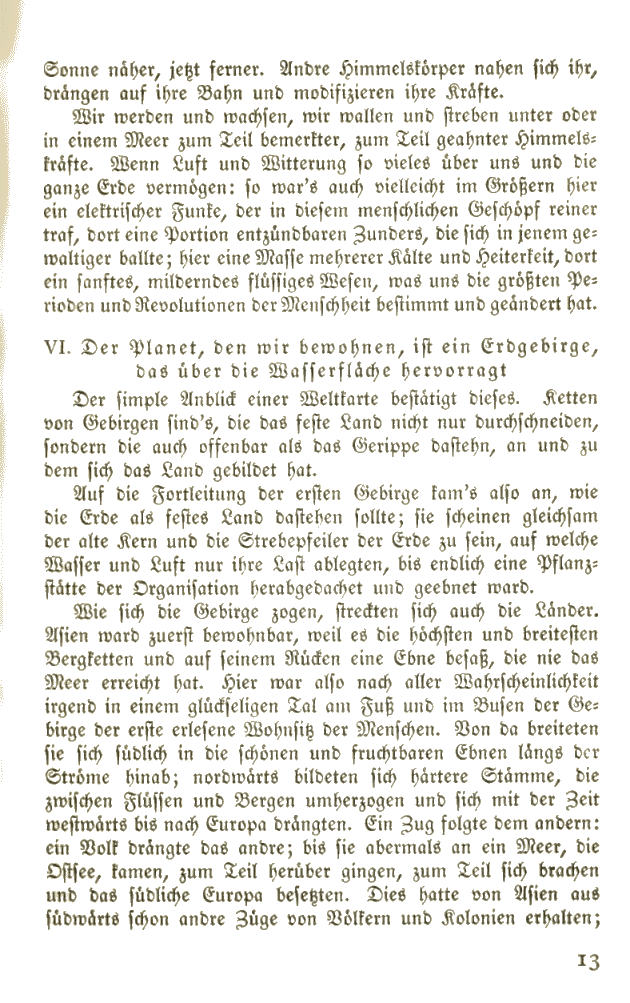 Sonne näher, jetzt ferner. Andre Himmelskörper nahen sich ihr,
drängen auf ihre Bahn und modifizieren ihre Kräfte.
Wir werden und wachsen, wir wallen und streben unter oder
in einem Meer zum Teil bemerkter, zum Teil geahnter Himmels-
kräfte. Wenn Luft und Witterung so vieles über uns und die
ganze Erde vermögen: so war's auch vielleicht im Größern hier
ein elektrischer Funke, der in diesem menschlichen Geschöpf reiner
traf, dort eine Portion entzündbaren Zunders, die sich in jenem ge-
waltiger ballte; hier eine Masse mehrerer Kälte und Heiterkeit, dort
ein sanftes, milderndes flüssiges Wesen, was uns die größten Pe-
rioden und Revolutionen der Menschheit bestimmt und geändert hat.
VI. Der Planet, den wir bewohnen, ist ein Erdgebirge,
das über die Wasserfläche hervorragt
Der simple Anblick einer Weltkarte bestätigt dieses. Ketten
von Gebirgen sind's, die das feste Land nicht nur durchschneiden,
sondern die auch offenbar als das Gerippe dastehn, an und zu
dem sich das Land gebildet hat.
Auf die Fortleitung der ersten Gebirge kam's also an, wie
die Erde als festes Land dastehen sollte; sie scheinen gleichsam
der alte Kern und die Strebepfeiler der Erde zu sein, auf welche
Wasser und Luft nur ihre Last ablegten, bis endlich eine Pflanz-
stätte der Organisation herabgedachet und geebnet ward.
Wie sich die Gebirge zogen, streckten sich auch die Länder.
Asien ward zuerst bewohnbar, weil es die höchsten und breitesten
Bergketten und auf seinem Rücken eine Ebne besaß, die nie das
Meer erreicht hat. Hier war also nach aller Wahrscheinlichkeit
irgend in einem glückseligen Tal am Fuß und im Busen der Ge-
birge der erste erlesene Wohnsitz der Menschen. Von da breiteten
sie sich südlich in die schönen und fruchtbaren Ebnen längs der
Ströme hinab; nordwärts bildeten sich härtere Stämme, die
zwischen Flüssen und Bergen umherzogen und sich mit der Zeit
westwärts bis nach Europa drängten. Ein Zug folgte dem andern:
ein Volk drängte das andre; bis sie abermals an ein Meer, die
Ostsee, kamen, zum Teil herüber gingen, zum Teil sich brachen
und das südliche Europa besetzten. Dies hatte von Asien aus
südwärts schon andre Züge von Völkern und Kolonien erhalten;
13